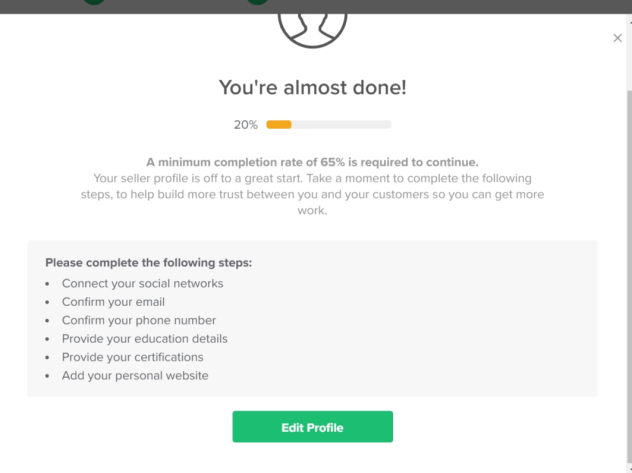 You're almost done!
20%
A minimum completion rate of 65% is required to continue.
Your seller profile is off to a great start. Take a moment to complete the following
steps, to help build more trust between you and your customers so you can get more
work.
Please complete the following steps:
• Connect your social networks
• Confirm your email
• Confirm your phone number
• Provide your education details
• Provide your certifications
• Add your personal website
Edit Profile